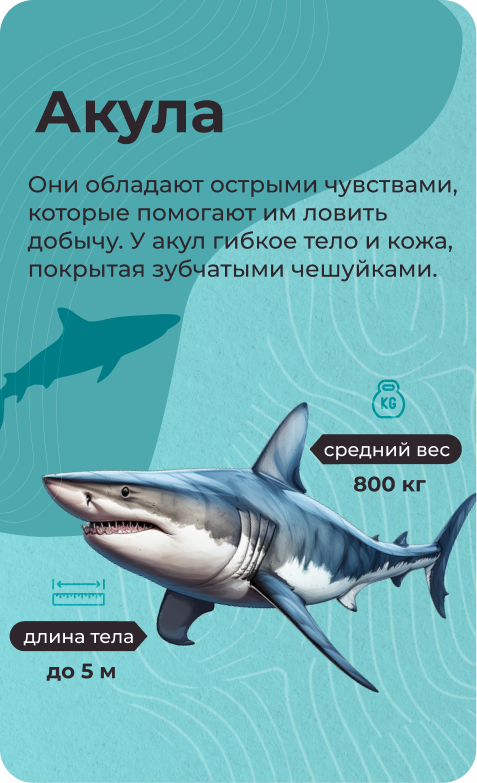 Акула
Они обладают острыми чувствами,
которые помогают им ловить
добычу. У акул гибкое тело и кожа,
покрытая зубчатыми чешуйками.
KG
средний вес
800 кг
длина тела
до 5 м